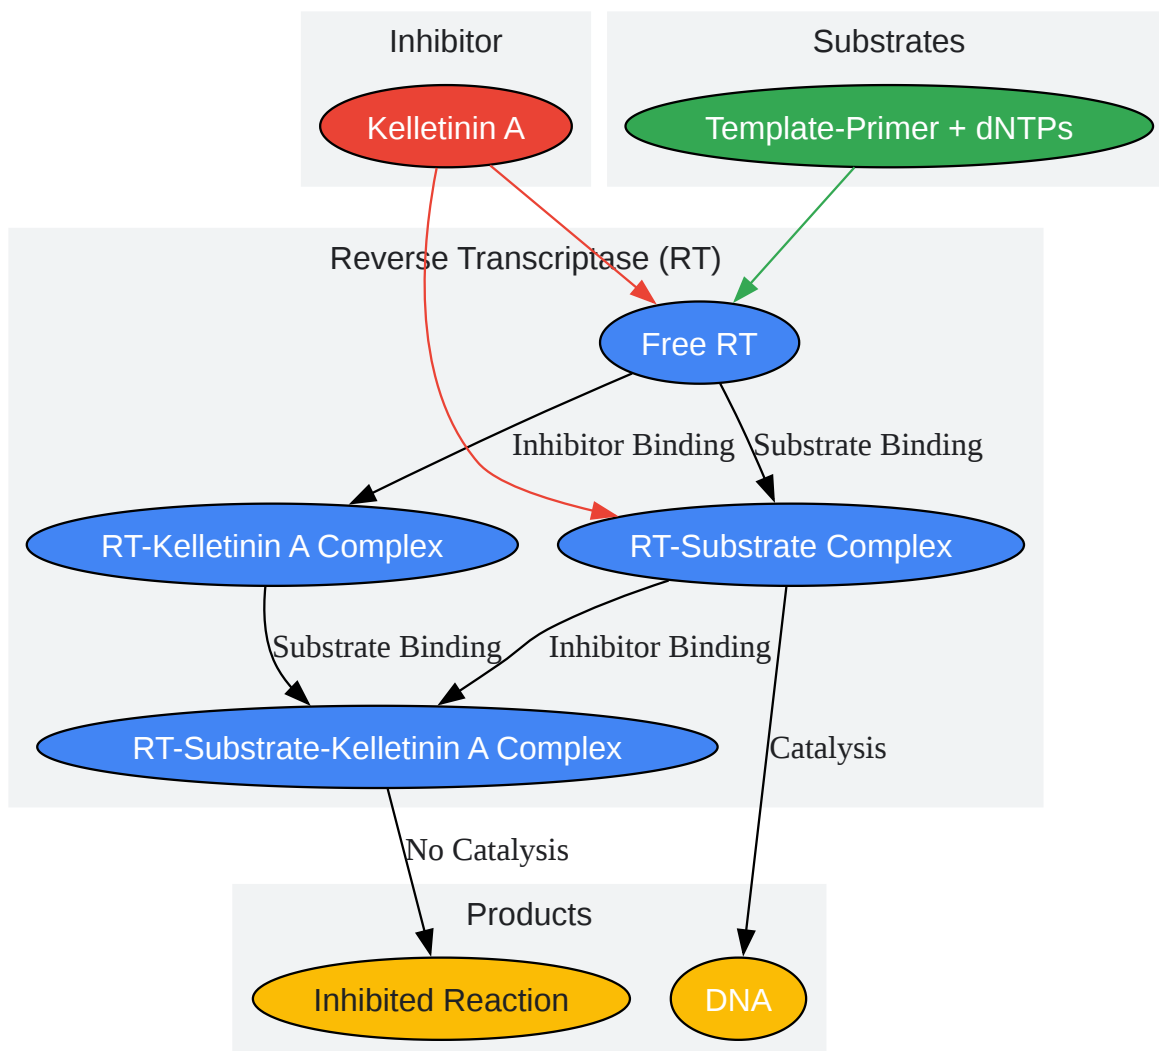 Inhibitor
Substrates
Kelletinin A
Template-Primer + dNTPs
Reverse Transcriptase (RT)
Free RT
Inhibitor Binding
Substrate Binding
RT-Kelletinin A Complex
RT-Substrate Complex
Substrate Binding
Inhibitor Binding
RT-Substrate-Kelletinin A Complex
Catalysis
No Catalysis
Products
Inhibited Reaction
DNA